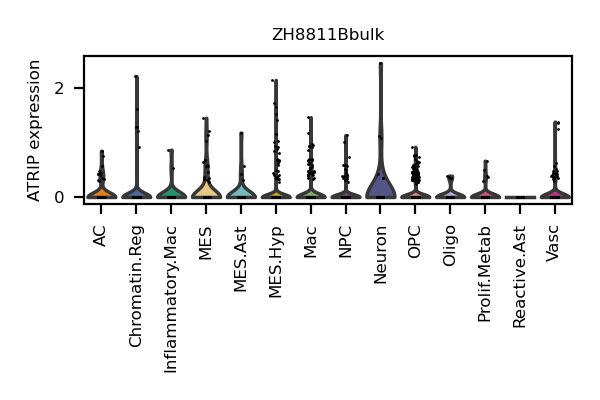 ZH8811Bbulk
ATRIP expression
2
0
AC
Chromatin.Reg
Inflammatory.Mac
MES
MES.Ast
MES.Hyp
Mac
NPC
Neuron
OPC
Oligo
Prolif.Metab
Reactive.Ast
Vasc